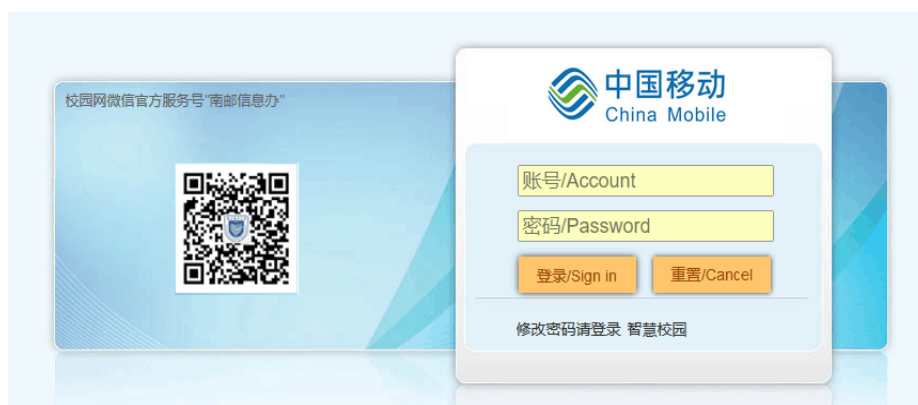 校园网微信官方服务号"南邮信息办"
中国移动
China Mobile
账号/Account
密码/Password
登录/Sign in
重置/Cancel
修改密码请登录 智慧校园